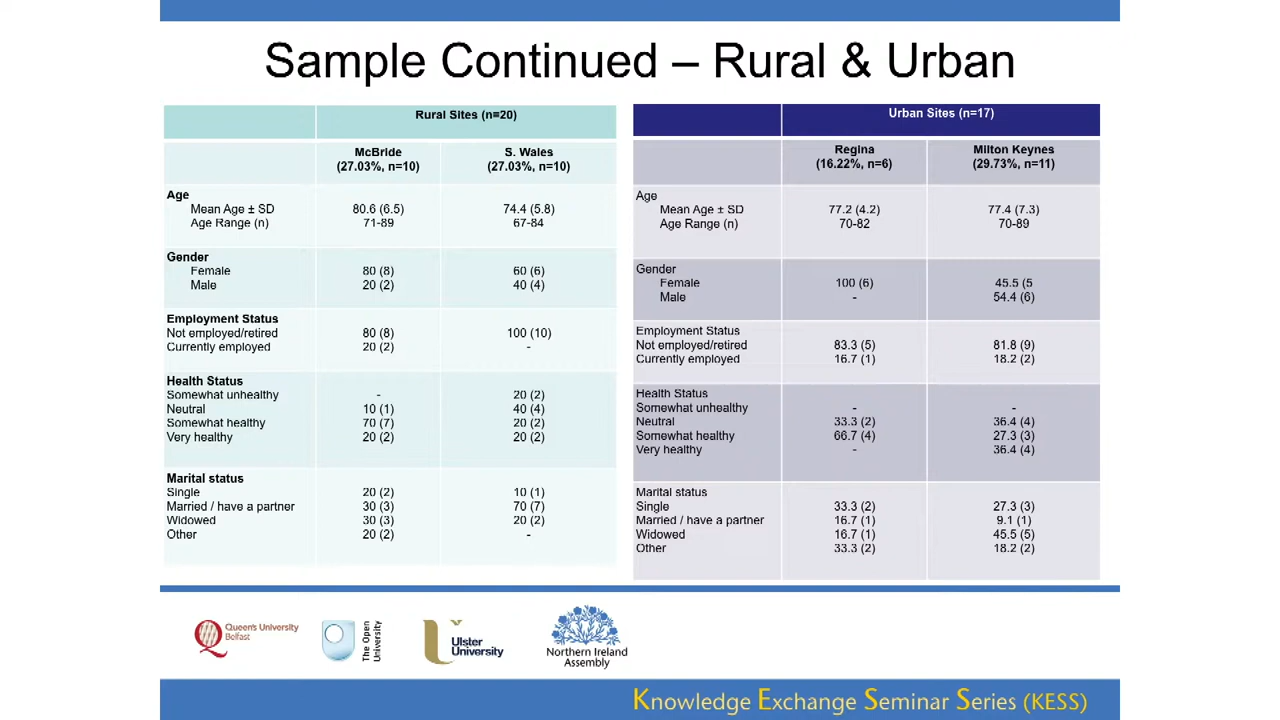 Sample Continued – Rural & Urban
Rural Sites (n=20)
McBride S. Wales
(27.03%, n=10) (27.03%, n=10)
Age
Mean Age ± SD 80.6 (6.5) 74.4 (5.8)
Age Range (n) 71-89 67-84
Gender
Female 80 (8) 60 (6)
Male 20 (2) 40 (4)
Employment Status
Not employed/retired 80 (8) 100 (10)
Currently employed 20 (2) -
Health Status
Somewhat unhealthy - 20 (2)
Neutral 10 (1) 40 (4)
Somewhat healthy 70 (7) 20 (2)
Very healthy 20 (2) 20 (2)
Marital status
Single 20 (2) 10 (1)
Married / have a partner 30 (3) 70 (7)
Widowed 30 (3) 20 (2)
Other 20 (2) -
Urban Sites (n=17)
Regina Milton Keynes
(16.22%, n=6) (29.73%, n=11)
Age
Mean Age ± SD 77.2 (4.2) 77.4 (7.3)
Age Range (n) 70-82 70-89
Gender
Female 100 (6) 45.5 (5
Male - 54.4 (6)
Employment Status
Not employed/retired 83.3 (5) 81.8 (9)
Currently employed 16.7 (1) 18.2 (2)
Health Status
Somewhat unhealthy - -
Neutral 33.3 (2) 36.4 (4)
Somewhat healthy 66.7 (4) 27.3 (3)
Very healthy - 36.4 (4)
Marital status
Single 33.3 (2) 27.3 (3)
Married / have a partner 16.7 (1) 9.1 (1)
Widowed 16.7 (1) 45.5 (5)
Other 33.3 (2) 18.2 (2)
Queen's University
Belfast
The Open
University
Ulster
University
Northern Ireland
Assembly
Knowledge Exchange Seminar Series (KESS)